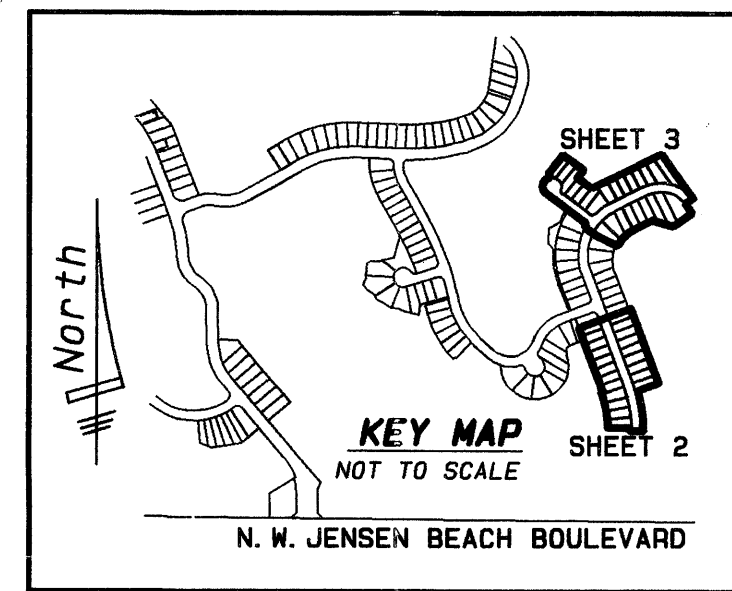 SHEET 3
North
KEY MAP
NOT TO SCALE
SHEET 2
N. W. JENSEN BEACH BOULEVARD